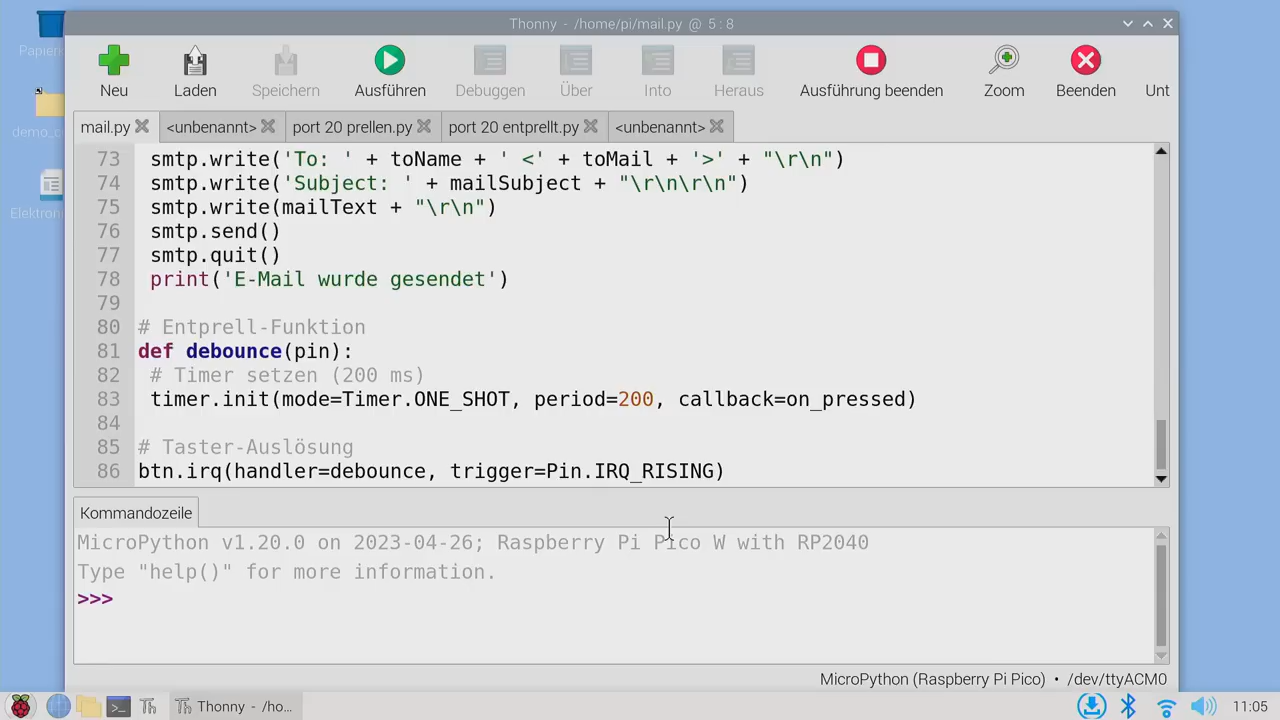 Papierk
demo_o
Elektron
Thonny - /home/pi/mail.py @ 5 : 8
Neu Laden Speichern Ausführen Debuggen Über Into Heraus Ausführung beenden Zoom Beenden Unt
mail.py <unbenannt> port 20 prellen.py port 20 entprellt.py <unbenannt>
73 smtp.write('To: ' + toName + ' <' + toMail + '>' + "\r\n")
74 smtp.write('Subject: ' + mailSubject + "\r\n\r\n")
75 smtp.write(mailText + "\r\n")
76 smtp.send()
77 smtp.quit()
78 print('E-Mail wurde gesendet')
79
80 # Entprell-Funktion
81 def debounce(pin):
82 # Timer setzen (200 ms)
83 timer.init(mode=Timer.ONE_SHOT, period=200, callback=on_pressed)
84
85 # Taster-Auslösung
86 btn.irq(handler=debounce, trigger=Pin.IRQ_RISING)
Kommandozeile
MicroPython v1.20.0 on 2023-04-26; Raspberry Pi Pico W with RP2040
Type "help()" for more information.
>>>
MicroPython (Raspberry Pi Pico) • /dev/ttyACM0
Thonny - /ho... 11:05